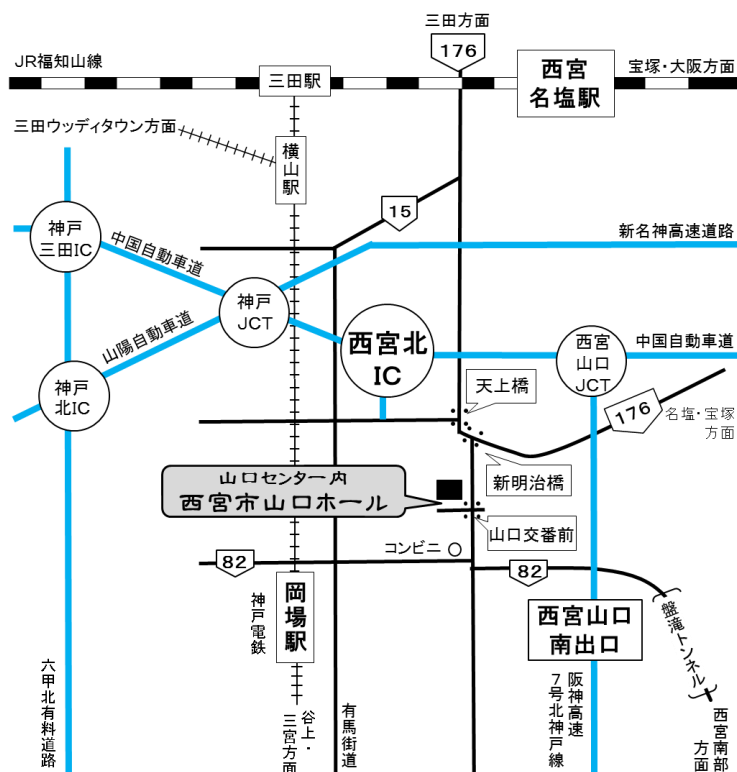 三田方面
176
JR福知山線
三田駅
西宮
名塩駅
宝塚・大阪方面
三田ウッディタウン方面
横山駅
15
神戸
三田IC
中国自動車道
新名神高速道路
神戸
JCT
山陽自動車道
西宮北
IC
西宮
山口
JCT
中国自動車道
神戸
北IC
天上橋
176
名塩・宝塚
方面
山口センター内
西宮市山口ホール
新明治橋
山口交番前
コンビニ
82
82
岡場駅
神戸電鉄
西宮山口
南出口
盤滝トンネル
六甲北有料道路
谷上・
三宮方面
有馬街道
阪神高速
7号北神戸線
西宮南部
方面